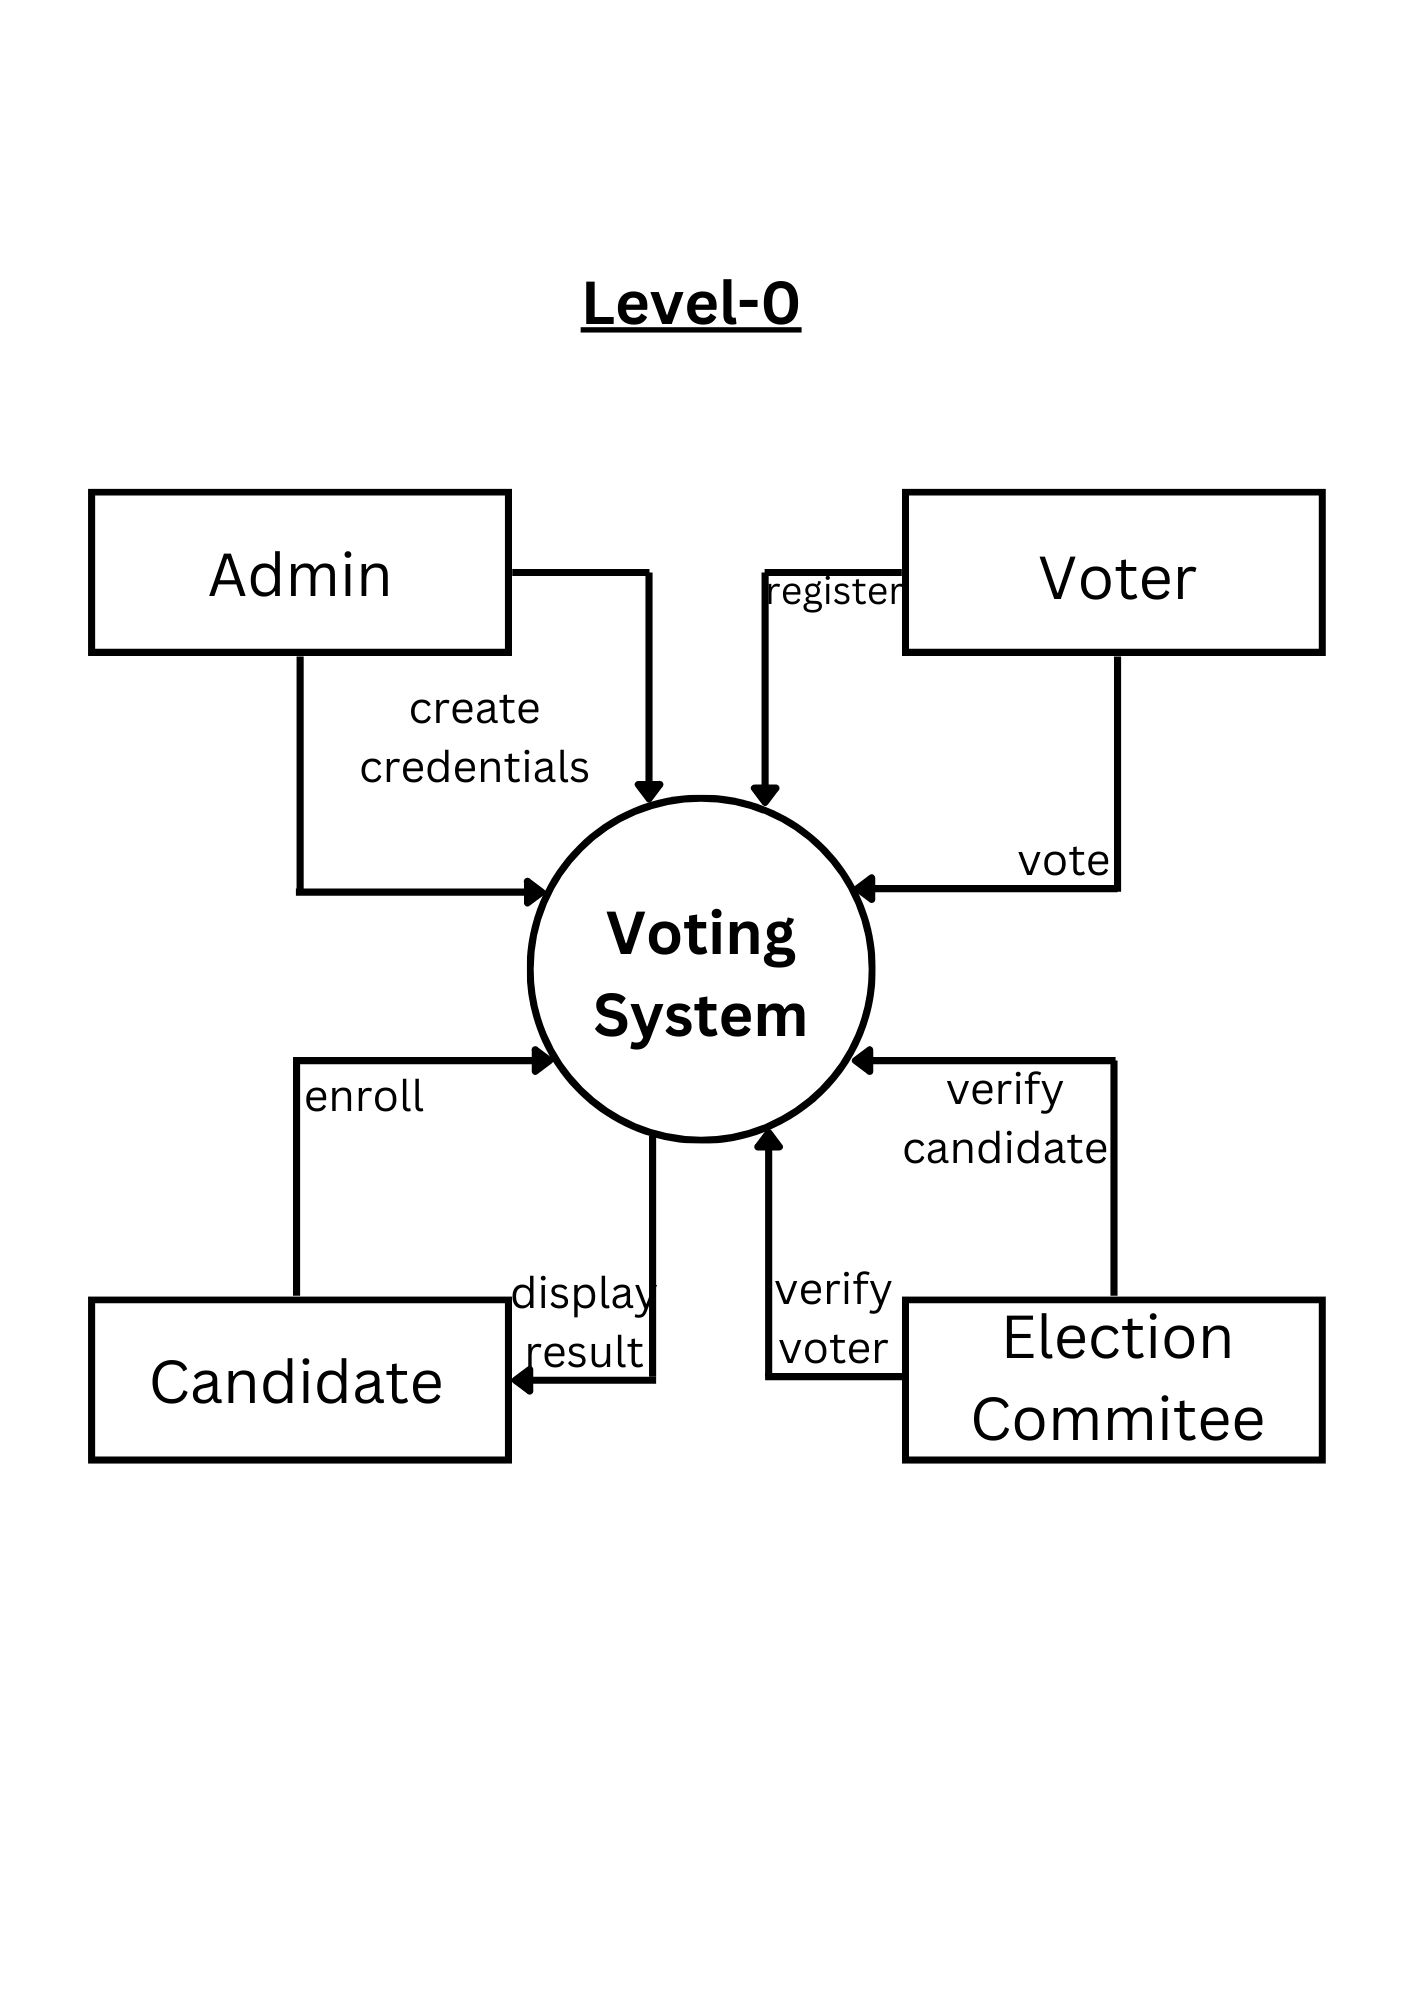 Level-0
Admin
Voter
register
create
credentials
vote
Voting
System
enroll
verify
candidate
display
result
verify
voter
Candidate
Election
Commitee